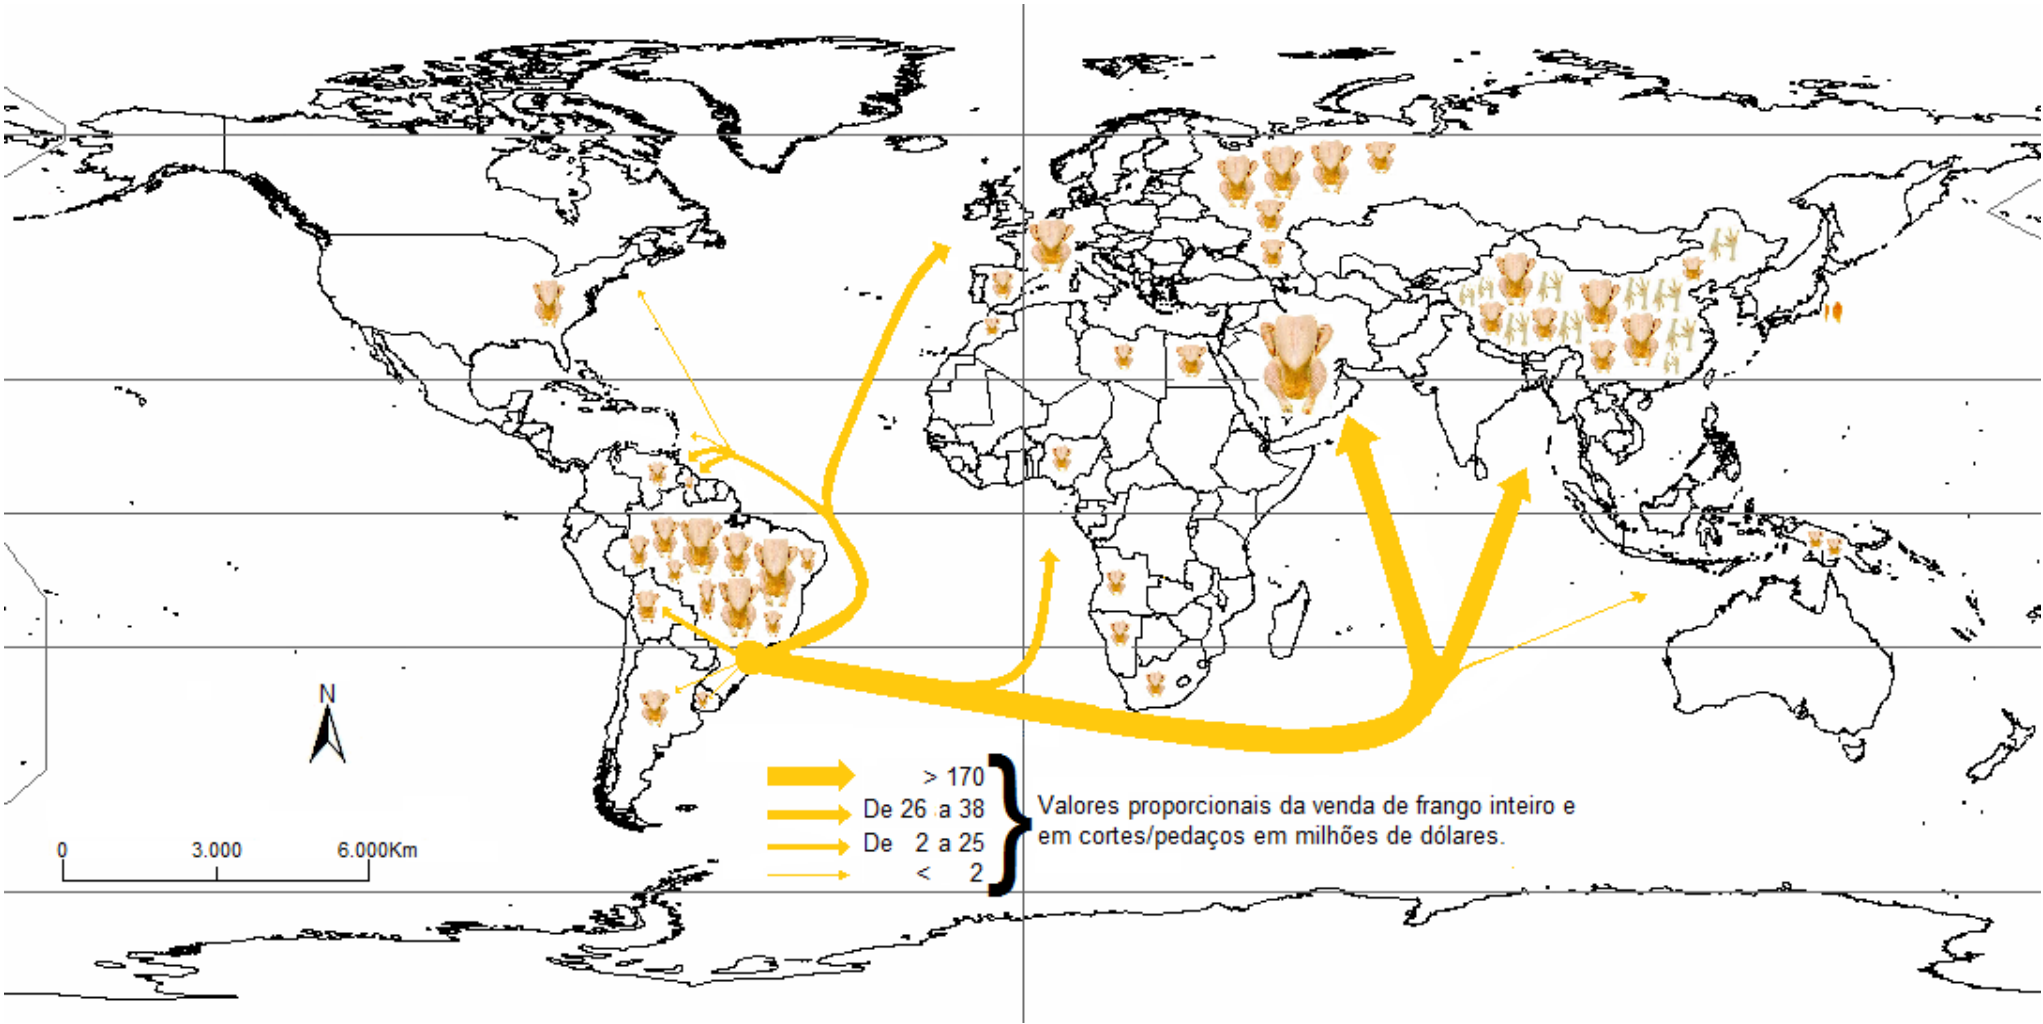 N
0 3.000 6.000Km
> 170
De 26 a 38
De 2 a 25
< 2
Valores proporcionais da venda de frango inteiro e
em cortes/pedaços em milhões de dólares.